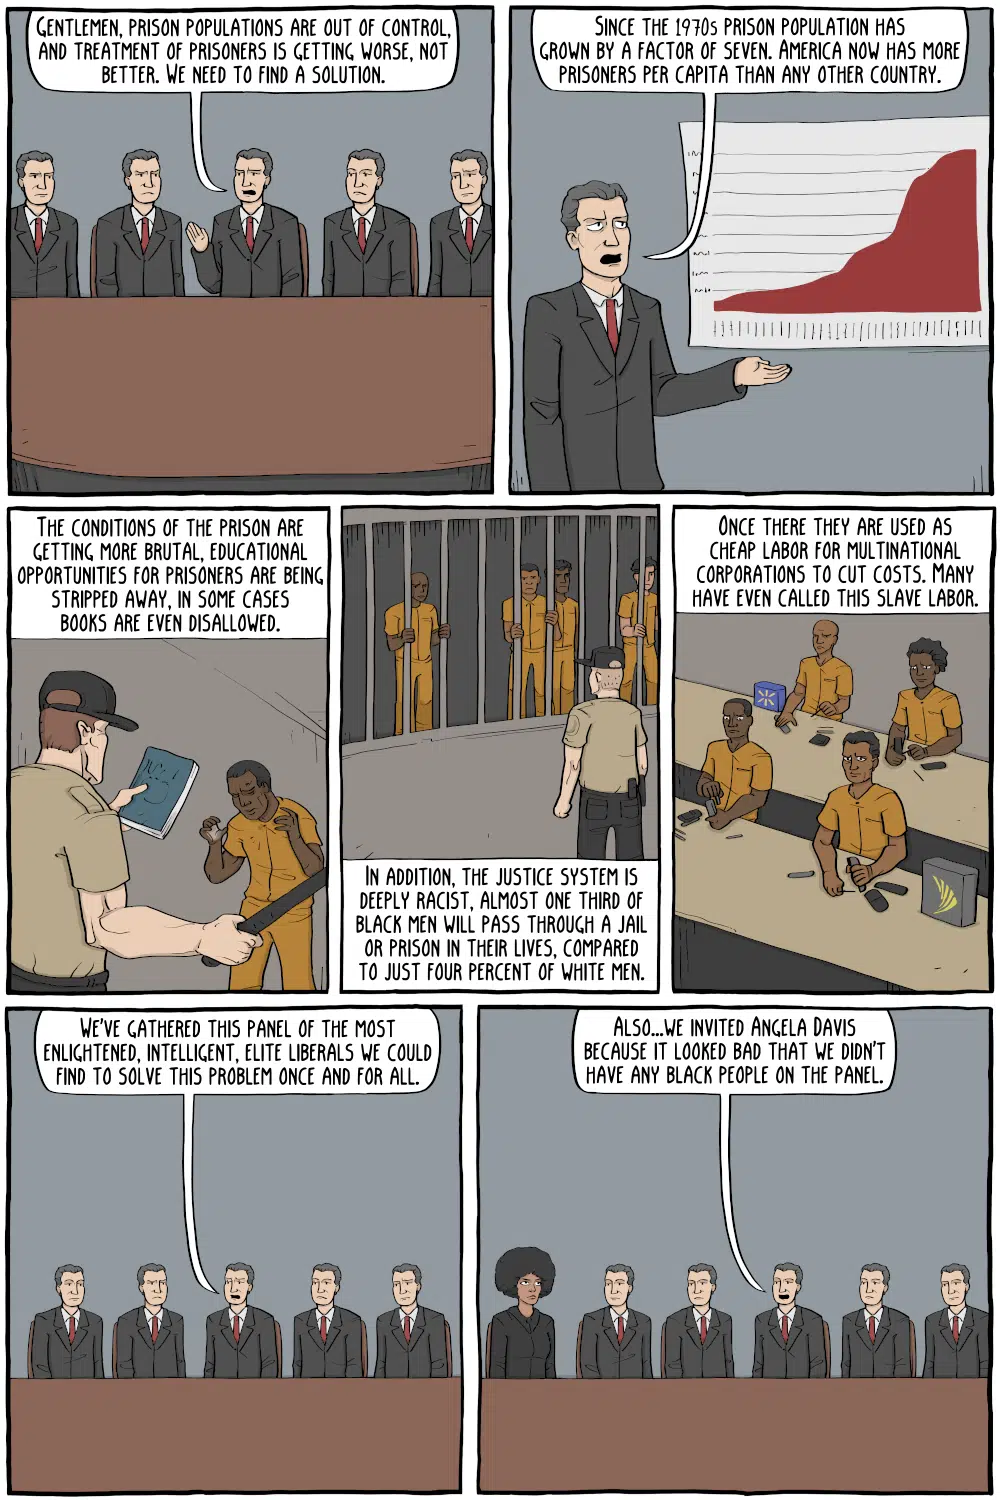 GENTLEMEN, PRISON POPULATIONS ARE OUT OF CONTROL,
AND TREATMENT OF PRISONERS IS GETTING WORSE, NOT
BETTER. WE NEED TO FIND A SOLUTION.
SINCE THE 1970S PRISON POPULATION HAS
GROWN BY A FACTOR OF SEVEN. AMERICA NOW HAS MORE
PRISONERS PER CAPITA THAN ANY OTHER COUNTRY.
THE CONDITIONS OF THE PRISON ARE
GETTING MORE BRUTAL, EDUCATIONAL
OPPORTUNITIES FOR PRISONERS ARE BEING
STRIPPED AWAY, IN SOME CASES
BOOKS ARE EVEN DISALLOWED.
IN ADDITION, THE JUSTICE SYSTEM IS
DEEPLY RACIST, ALMOST ONE THIRD OF
BLACK MEN WILL PASS THROUGH A JAIL
OR PRISON IN THEIR LIVES, COMPARED
TO JUST FOUR PERCENT OF WHITE MEN.
ONCE THERE THEY ARE USED AS
CHEAP LABOR FOR MULTINATIONAL
CORPORATIONS TO CUT COSTS. MANY
HAVE EVEN CALLED THIS SLAVE LABOR.
WE'VE GATHERED THIS PANEL OF THE MOST
ENLIGHTENED, INTELLIGENT, ELITE LIBERALS WE COULD
FIND TO SOLVE THIS PROBLEM ONCE AND FOR ALL.
ALSO...WE INVITED ANGELA DAVIS
BECAUSE IT LOOKED BAD THAT WE DIDN'T
HAVE ANY BLACK PEOPLE ON THE PANEL.